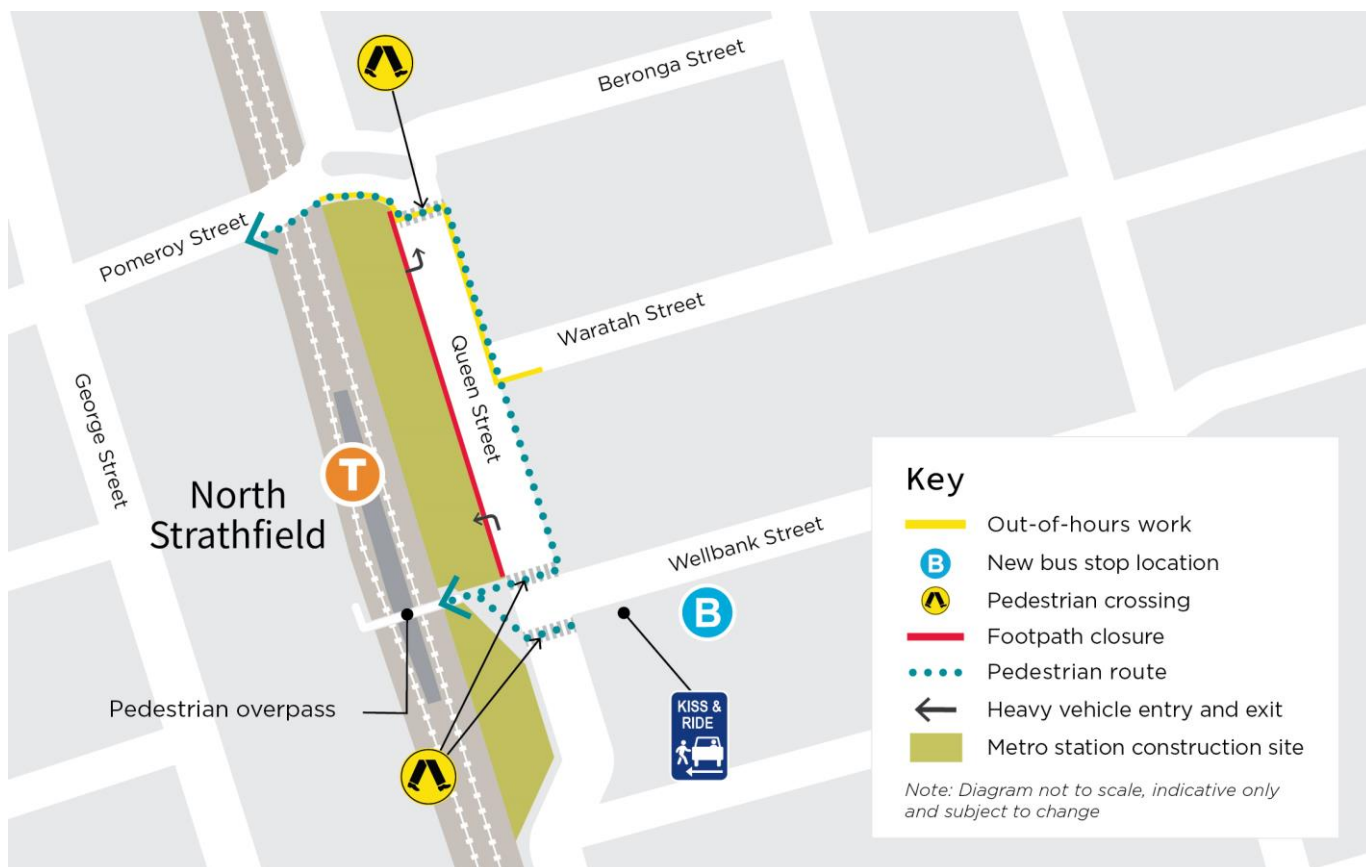 Beronga Street
Pomeroy Street
Waratah Street
Queen Street
George Street
T
North
Strathfield
Wellbank Street
B
Pedestrian overpass
KISS &
RIDE
Key
Out-of-hours work
B
New bus stop location
Pedestrian crossing
Footpath closure
Pedestrian route
Heavy vehicle entry and exit
Metro station construction site
Note: Diagram not to scale, indicative only
and subject to change